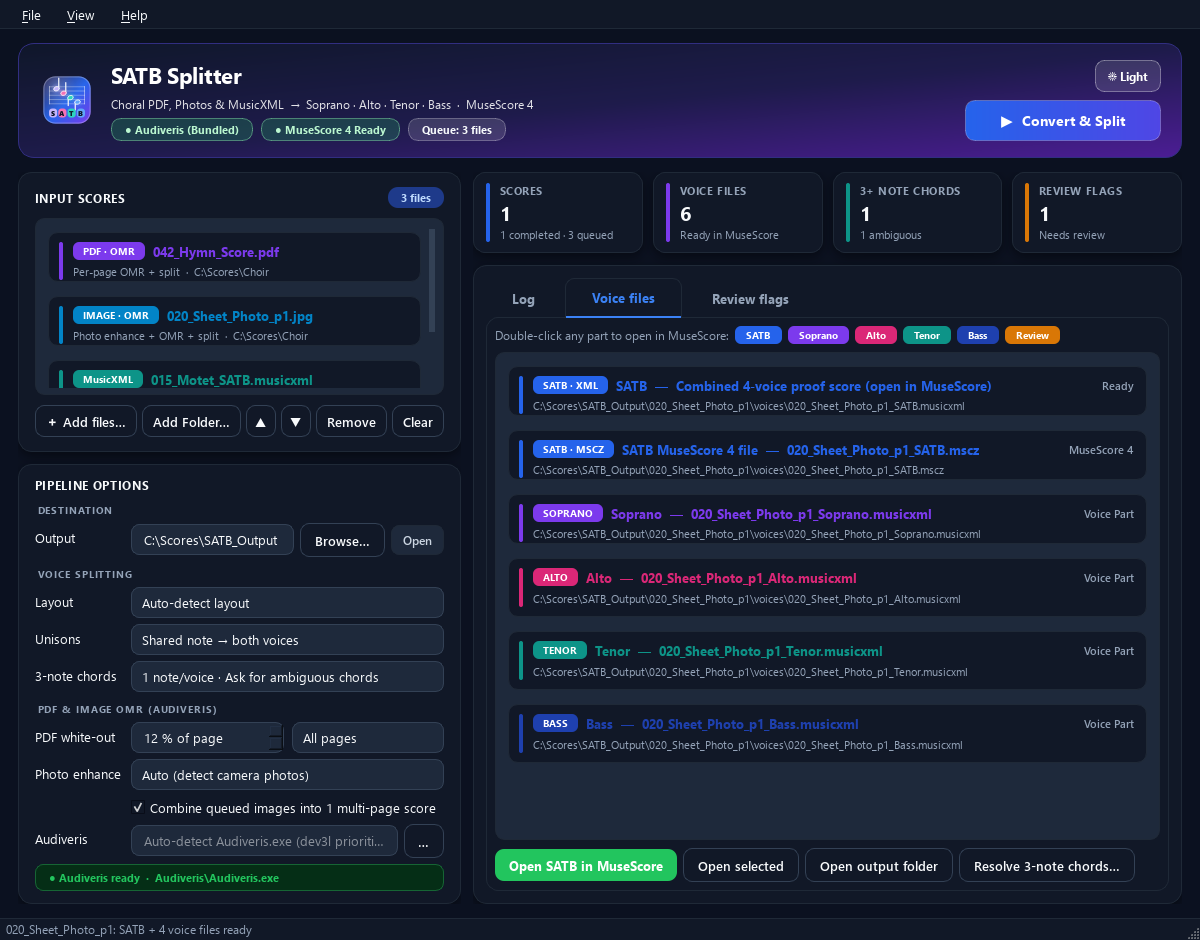 File View Help
SATB Splitter
Choral PDF, Photos & MusicXML → Soprano · Alto · Tenor · Bass · MuseScore 4
● Audiveris (Bundled) ● MuseScore 4 Ready Queue: 3 files
☼ Light
▶ Convert & Split
S A T B
INPUT SCORES 3 files
PDF · OMR 042_Hymn_Score.pdf
Per-page OMR + split · C:\Scores\Choir
IMAGE · OMR 020_Sheet_Photo_p1.jpg
Photo enhance + OMR + split · C:\Scores\Choir
MusicXML 015_Motet_SATB.musicxml
+ Add files... Add Folder... ▲ ▼ Remove Clear
PIPELINE OPTIONS
DESTINATION
Output C:\Scores\SATB_Output Browse... Open
VOICE SPLITTING
Layout Auto-detect layout
Unisons Shared note → both voices
3-note chords 1 note/voice · Ask for ambiguous chords
PDF & IMAGE OMR (AUDIVERIS)
PDF white-out 12 % of page All pages
Photo enhance Auto (detect camera photos)
✓ Combine queued images into 1 multi-page score
Audiveris Auto-detect Audiveris.exe (dev3l prioriti... ...
● Audiveris ready · Audiveris\Audiveris.exe
SCORES
1
1 completed · 3 queued
VOICE FILES
6
Ready in MuseScore
3+ NOTE CHORDS
1
1 ambiguous
REVIEW FLAGS
1
Needs review
Log Voice files Review flags
Double-click any part to open in MuseScore: SATB Soprano Alto Tenor Bass Review
SATB · XML SATB — Combined 4-voice proof score (open in MuseScore) Ready
C:\Scores\SATB_Output\020_Sheet_Photo_p1\voices\020_Sheet_Photo_p1_SATB.musicxml
SATB · MSCZ SATB MuseScore 4 file — 020_Sheet_Photo_p1_SATB.mscz MuseScore 4
C:\Scores\SATB_Output\020_Sheet_Photo_p1\voices\020_Sheet_Photo_p1_SATB.mscz
SOPRANO Soprano — 020_Sheet_Photo_p1_Soprano.musicxml Voice Part
C:\Scores\SATB_Output\020_Sheet_Photo_p1\voices\020_Sheet_Photo_p1_Soprano.musicxml
ALTO Alto — 020_Sheet_Photo_p1_Alto.musicxml Voice Part
C:\Scores\SATB_Output\020_Sheet_Photo_p1\voices\020_Sheet_Photo_p1_Alto.musicxml
TENOR Tenor — 020_Sheet_Photo_p1_Tenor.musicxml Voice Part
C:\Scores\SATB_Output\020_Sheet_Photo_p1\voices\020_Sheet_Photo_p1_Tenor.musicxml
BASS Bass — 020_Sheet_Photo_p1_Bass.musicxml Voice Part
C:\Scores\SATB_Output\020_Sheet_Photo_p1\voices\020_Sheet_Photo_p1_Bass.musicxml
Open SATB in MuseScore Open selected Open output folder Resolve 3-note chords...
020_Sheet_Photo_p1: SATB + 4 voice files ready